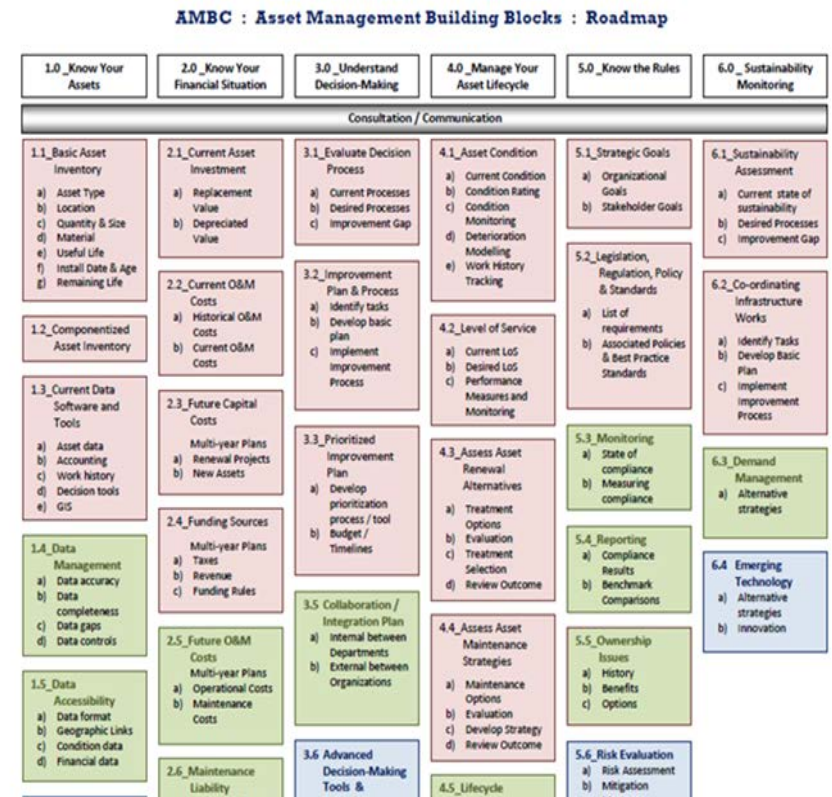 AMBC : Asset Management Building Blocks : Roadmap
1.0 _Know Your
Assets
2.0 _Know Your
Financial Situation
3.0 _Understand
Decision-Making
4.0 _Manage Your
Asset Lifecycle
5.0 _Know the Rules
6.0 _ Sustainability
Monitoring
Consultation / Communication
1.1_Basic Asset
Inventory
a) Asset Type
b) Location
c) Quantity & Size
d) Material
e) Useful Life
f) Install Date & Age
g) Remaining Life
1.2_Componentized
Asset Inventory
1.3_Current Data
Software and
Tools
a) Asset data
b) Accounting
c) Work history
d) Decision tools
e) GIS
1.4_Data
Management
a) Data accuracy
b) Data
completeness
c) Data gaps
d) Data controls
1.5_Data
Accessibility
a) Data format
b) Geographic Links
c) Condition data
d) Financial data
2.1_Current Asset
Investment
a) Replacement
Value
b) Depreciated
Value
2.2_Current O&M
Costs
a) Historical O&M
Costs
b) Current O&M
Costs
2.3_Future Capital
Costs
Multi-year Plans
a) Renewal Projects
b) New Assets
2.4_Funding Sources
Multi-year Plans
a) Taxes
b) Revenue
c) Funding Rules
2.5_Future O&M
Costs
Multi-year Plans
a) Operational Costs
b) Maintenance
Costs
2.6_Maintenance
Liability
3.1_Evaluate Decision
Process
a) Current Processes
b) Desired Processes
c) Improvement Gap
3.2_Improvement
Plan & Process
a) Identify tasks
b) Develop basic
plan
c) Implement
Improvement
Process
3.3_Prioritized
Improvement
Plan
a) Develop
prioritization
process / tool
b) Budget /
Timelines
3.5 Collaboration /
Integration Plan
a) Internal between
Departments
b) External between
Organizations
3.6 Advanced
Decision-Making
Tools &
4.1_Asset Condition
a) Current Condition
b) Condition Rating
c) Condition
Monitoring
d) Deterioration
Modelling
e) Work History
Tracking
4.2_Level of Service
a) Current LoS
b) Desired LoS
c) Performance
Measures and
Monitoring
4.3_Assess Asset
Renewal
Alternatives
a) Treatment
Options
b) Evaluation
c) Treatment
Selection
d) Review Outcome
4.4_Assess Asset
Maintenance
Strategies
a) Maintenance
Options
b) Evaluation
c) Develop Strategy
d) Review Outcome
4.5_Lifecycle
5.1_Strategic Goals
a) Organizational
Goals
b) Stakeholder Goals
5.2_Legislation,
Regulation, Policy
& Standards
a) List of
requirements
b) Associated Policies
& Best Practice
Standards
5.3_Monitoring
a) State of
compliance
b) Measuring
compliance
5.4_Reporting
a) Compliance
Results
b) Benchmark
Comparisons
5.5_Ownership
Issues
a) History
b) Benefits
c) Options
5.6_Risk Evaluation
a) Risk Assessment
b) Mitigation
6.1_Sustainability
Assessment
a) Current state of
sustainability
b) Desired Processes
c) Improvement Gap
6.2_Co-ordinating
Infrastructure
Works
a) Identify Tasks
b) Develop Basic
Plan
c) Implement
Improvement
Process
6.3_Demand
Management
a) Alternative
strategies
6.4 Emerging
Technology
a) Alternative
strategies
b) Innovation